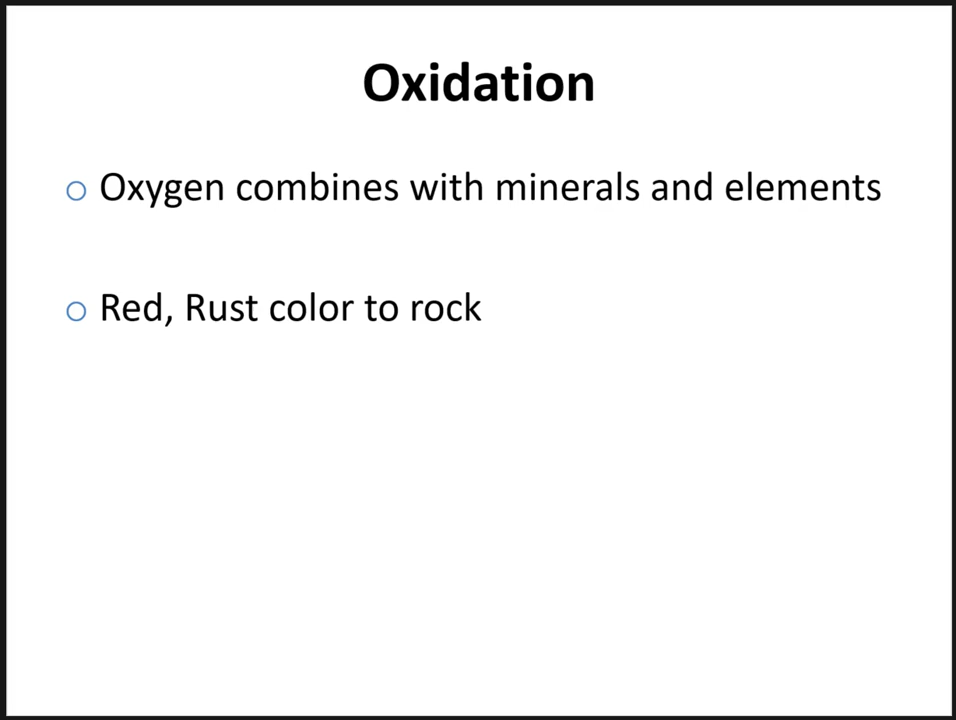 Oxidation
Oxygen combines with minerals and elements
Red, Rust color to rock